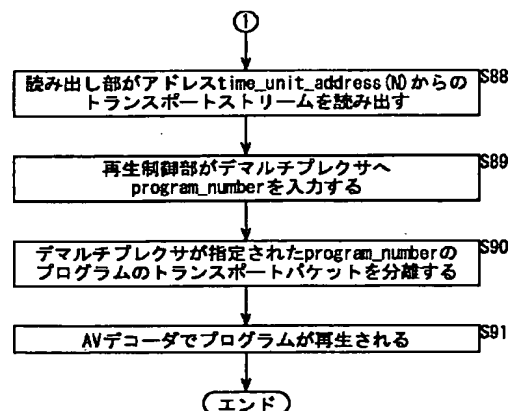 1
読み出し部がアドレスtime_unit_address(N)からの
トランスポートストリームを読み出す
S88
再生制御部がデマルチプレクサへ
program_numberを入力する
S89
デマルチプレクサが指定されたprogram_numberの
プログラムのトランスポートパケットを分離する
S90
AVデコーダでプログラムが再生される
S91
エンド